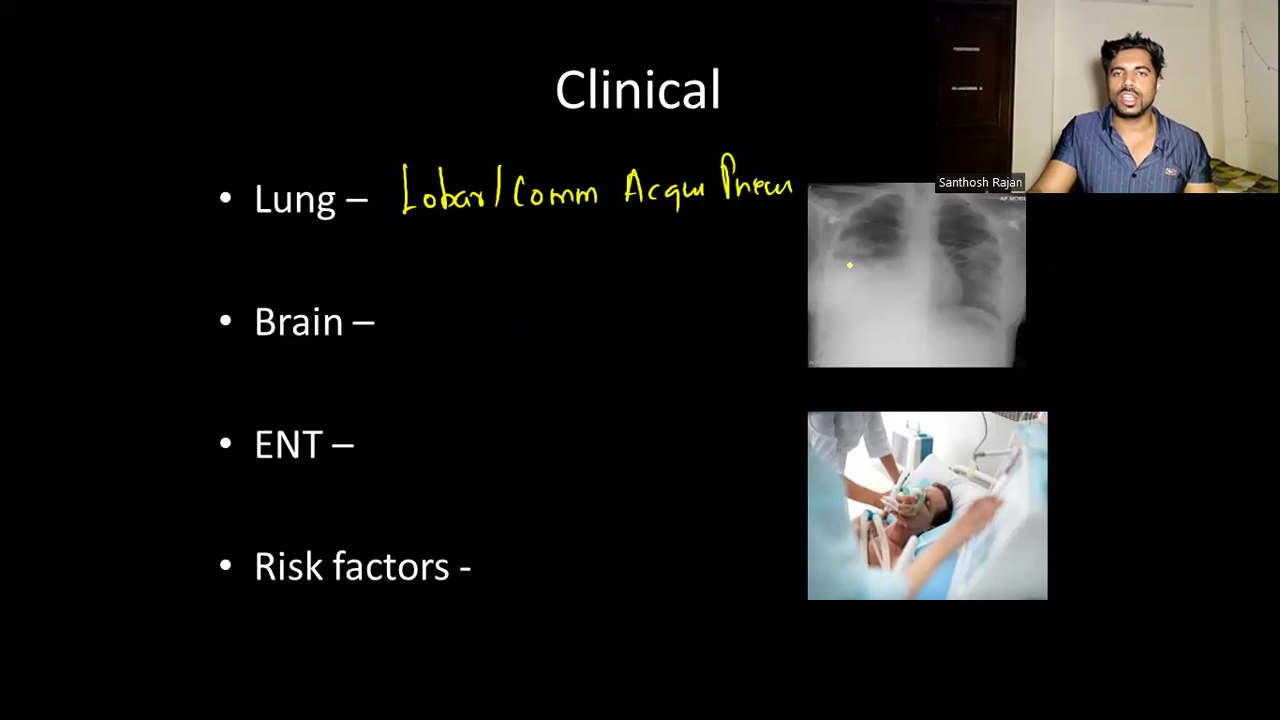 Clinical
• Lung – Lobar/Comm Acqu Pneu
• Brain –
• ENT –
• Risk factors -
Santhosh Rajan